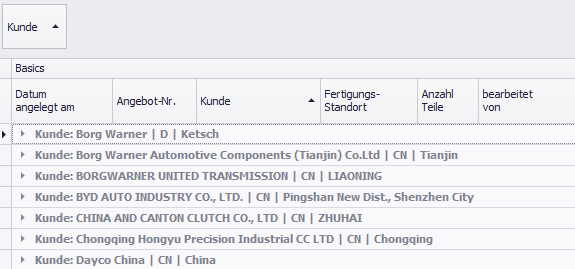 Kunde
Basics
Datum angelegt am
Angebot-Nr.
Kunde
Fertigungs-Standort
Anzahl Teile
bearbeitet von
Kunde: Borg Warner | D | Ketsch
Kunde: Borg Warner Automotive Components (Tianjin) Co.Ltd | CN | Tianjin
Kunde: BORGWARNER UNITED TRANSMISSION | CN | LIAONING
Kunde: BYD AUTO INDUSTRY CO., LTD. | CN | Pingshan New Dist., Shenzhen City
Kunde: CHINA AND CANTON CLUTCH CO., LTD | CN | ZHUHAI
Kunde: Chongqing Hongyu Precision Industrial CC LTD | CN | Chongqing
Kunde: Dayco China | CN | China